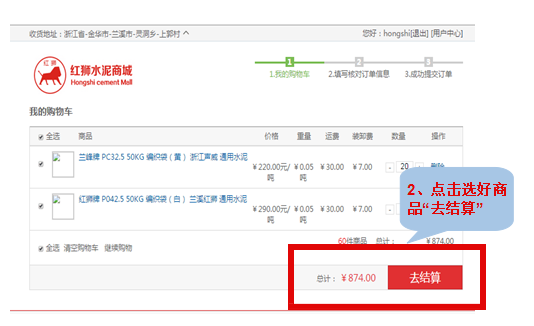 收货地址：浙江省-金华市-兰溪市-灵洞乡-上郭村
您好，hongshi[退出] [用户中心]
红狮
红狮水泥商城
Hongshi cement Mall
1 2 3
1.我的购物车 2.填写核对订单信息 3.成功提交订单
我的购物车
全选 商品 价格 重量 运费 装卸费 数量 操作
兰峰牌 PC32.5 50KG 编织袋（黄） 浙江声威 通用水泥
¥220.00元/吨 ¥0.05吨 ¥30.00 ¥7.00 - 20 删除
红狮牌 PO42.5 50KG 编织袋（白） 兰溪红狮 通用水泥
¥290.00元/吨 ¥0.05吨 ¥30.00 ¥7.00 -
2、点击选好商
品“去结算”
全选 清空购物车 继续购物
60件商品 总计： ¥874.00
总计： ¥874.00 去结算